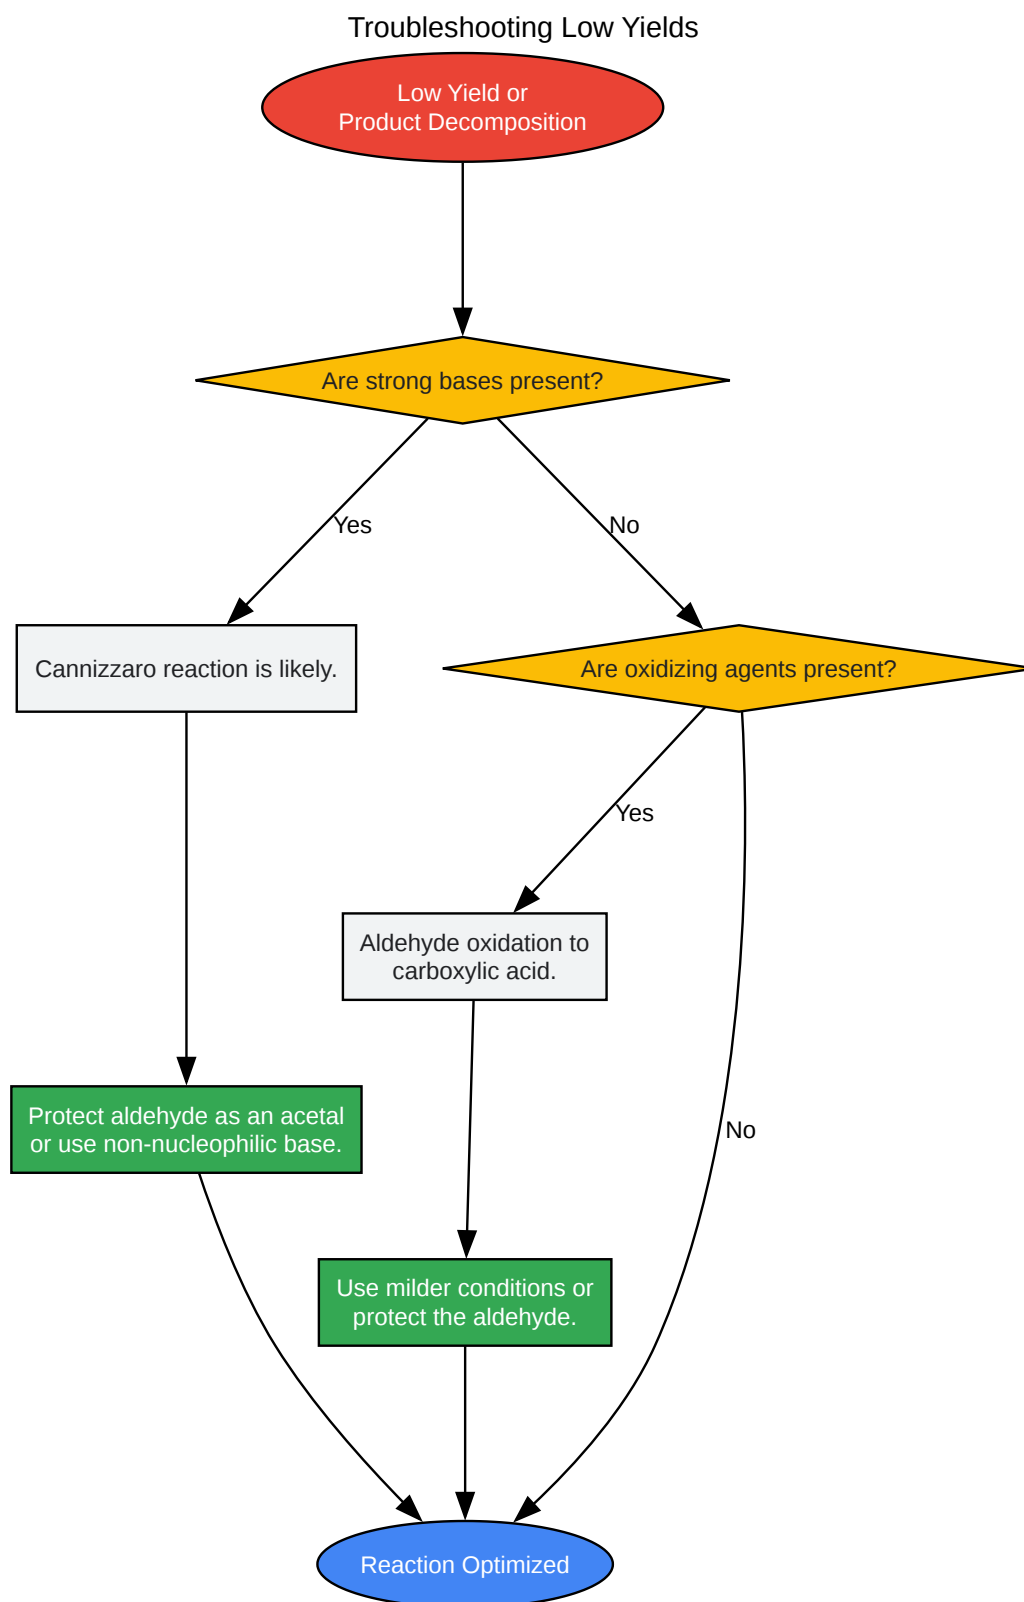 Troubleshooting Low Yields
Low Yield or
Product Decomposition
Are strong bases present?
Yes
No
Cannizzaro reaction is likely.
Are oxidizing agents present?
Yes
Aldehyde oxidation to
carboxylic acid.
Protect aldehyde as an acetal
or use non-nucleophilic base.
No
Use milder conditions or
protect the aldehyde.
Reaction Optimized